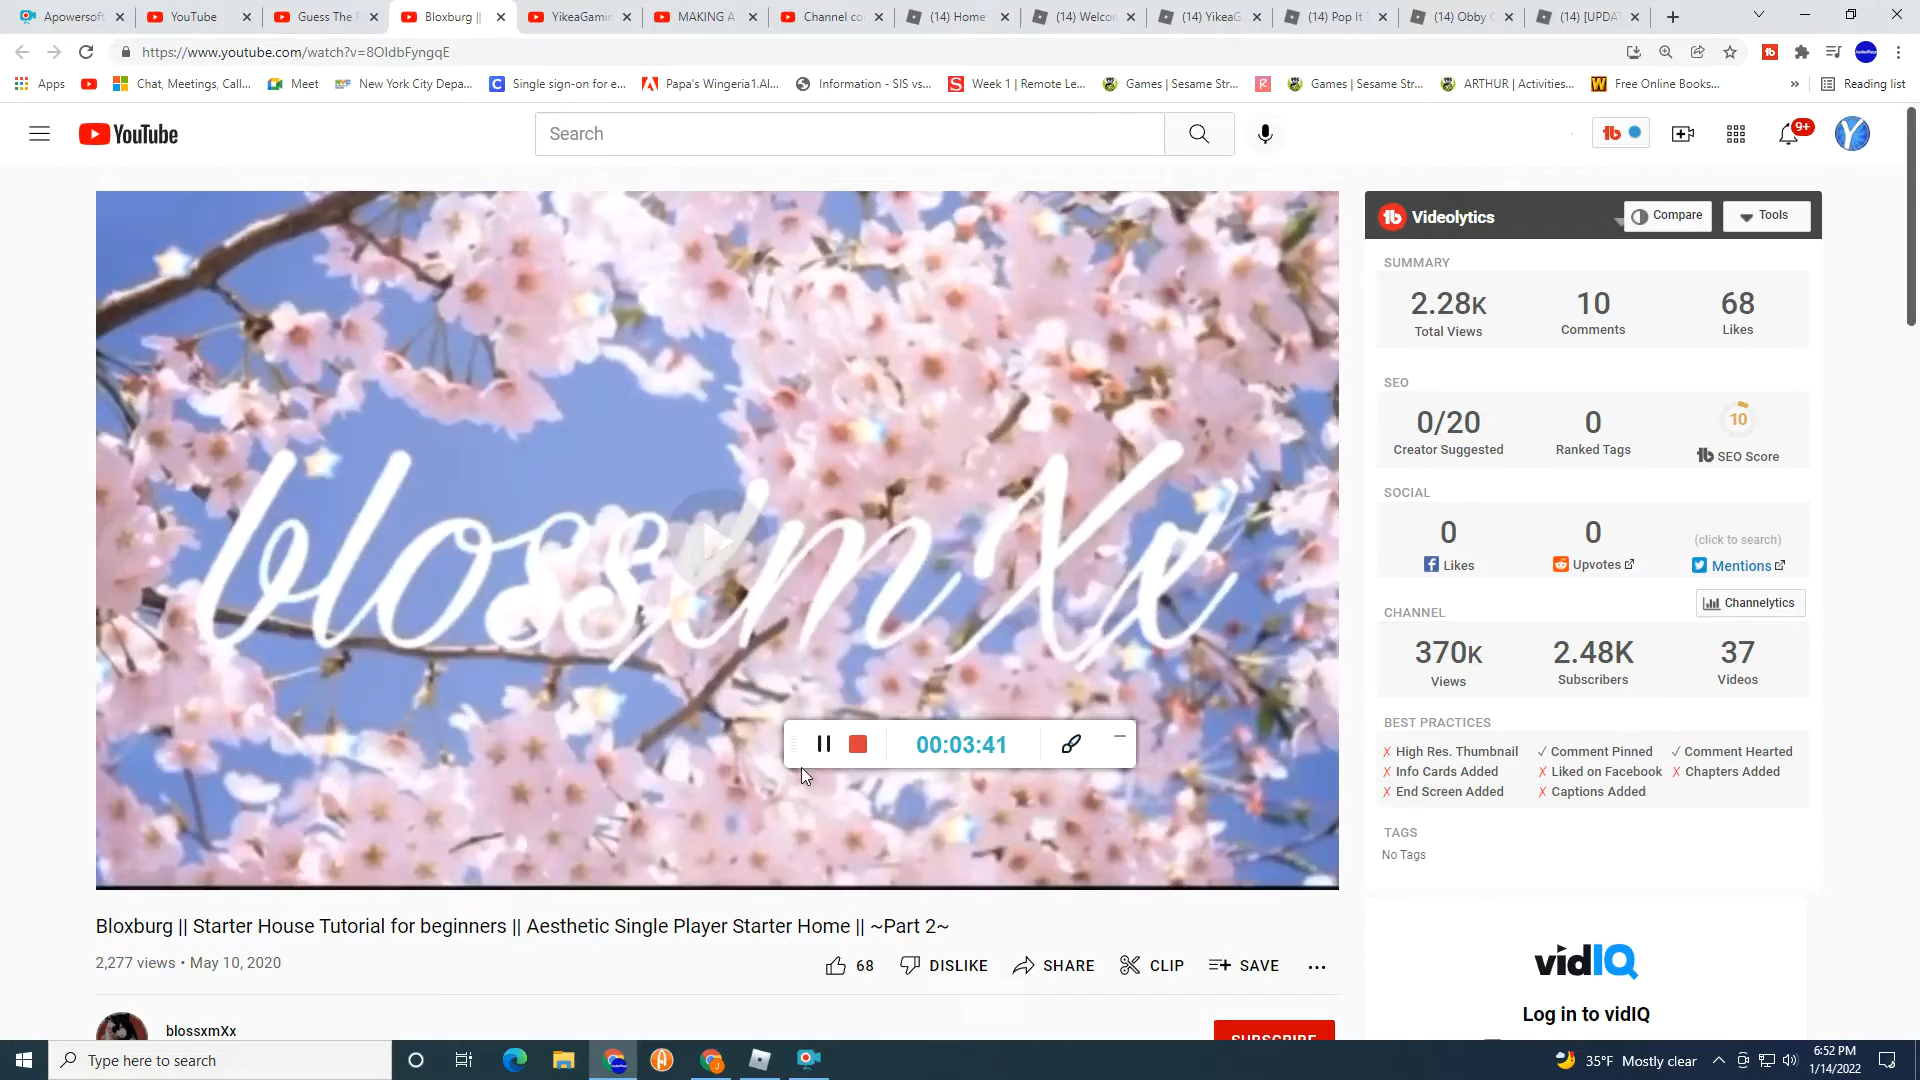 Apowersoft
YouTube
Guess The F
Bloxburg ||
YikeaGamin
MAKING A
Channel co
(14) Home
(14) Welcom
(14) YikeaG
(14) Pop It T
(14) Obby C
(14) [UPDAT
https://www.youtube.com/watch?v=8OldbFyngqE
Apps
Chat, Meetings, Call...
Meet
New York City Depa...
Single sign-on for e...
Papa's Wingeria1.Al...
Information - SIS vs...
Week 1 | Remote Le...
Games | Sesame Str...
Games | Sesame Str...
ARTHUR | Activities...
Free Online Books...
»
Reading list
YouTube
Search
9+
blossxmXx
00:03:41
Videolytics
Compare
Tools
SUMMARY
2.28K
Total Views
10
Comments
68
Likes
SEO
0/20
Creator Suggested
0
Ranked Tags
10
SEO Score
SOCIAL
0
Likes
0
Upvotes
(click to search)
Mentions
Channelytics
CHANNEL
370K
Views
2.48K
Subscribers
37
Videos
BEST PRACTICES
X High Res. Thumbnail
✓ Comment Pinned
✓ Comment Hearted
X Info Cards Added
X Liked on Facebook
X Chapters Added
X End Screen Added
X Captions Added
TAGS
No Tags
Bloxburg || Starter House Tutorial for beginners || Aesthetic Single Player Starter Home || ~Part 2~
2,277 views • May 10, 2020
68
DISLIKE
SHARE
CLIP
SAVE
...
blossxmXx
SUBSCRIBE
vidIQ
Log in to vidIQ
Type here to search
35°F Mostly clear
6:52 PM
1/14/2022